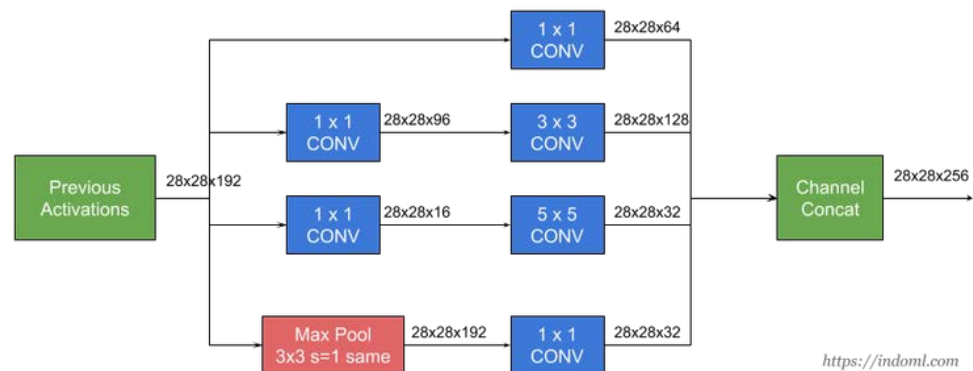 1 x 1
CONV
28x28x64
1 x 1
CONV
28x28x96
3 x 3
CONV
28x28x128
Previous
Activations
28x28x192
1 x 1
CONV
28x28x16
5 x 5
CONV
28x28x32
Channel
Concat
28x28x256
Max Pool
3x3 s=1 same
28x28x192
1 x 1
CONV
28x28x32
https://indoml.com